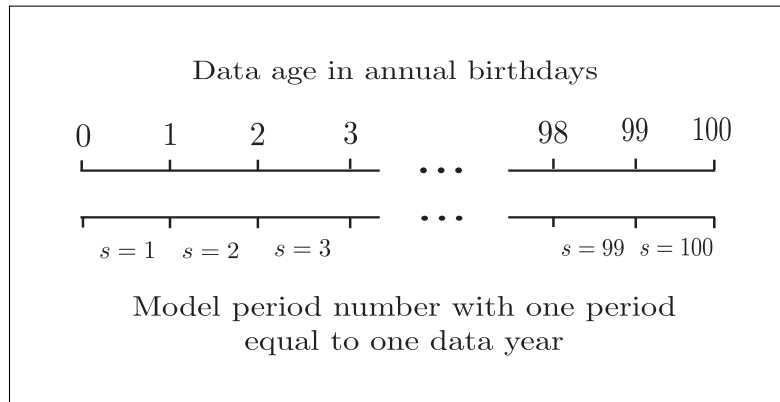 Data age in annual birthdays
0 1 2 3 98 99 100
s = 1 s = 2 s = 3 s = 99 s = 100
Model period number with one period
equal to one data year